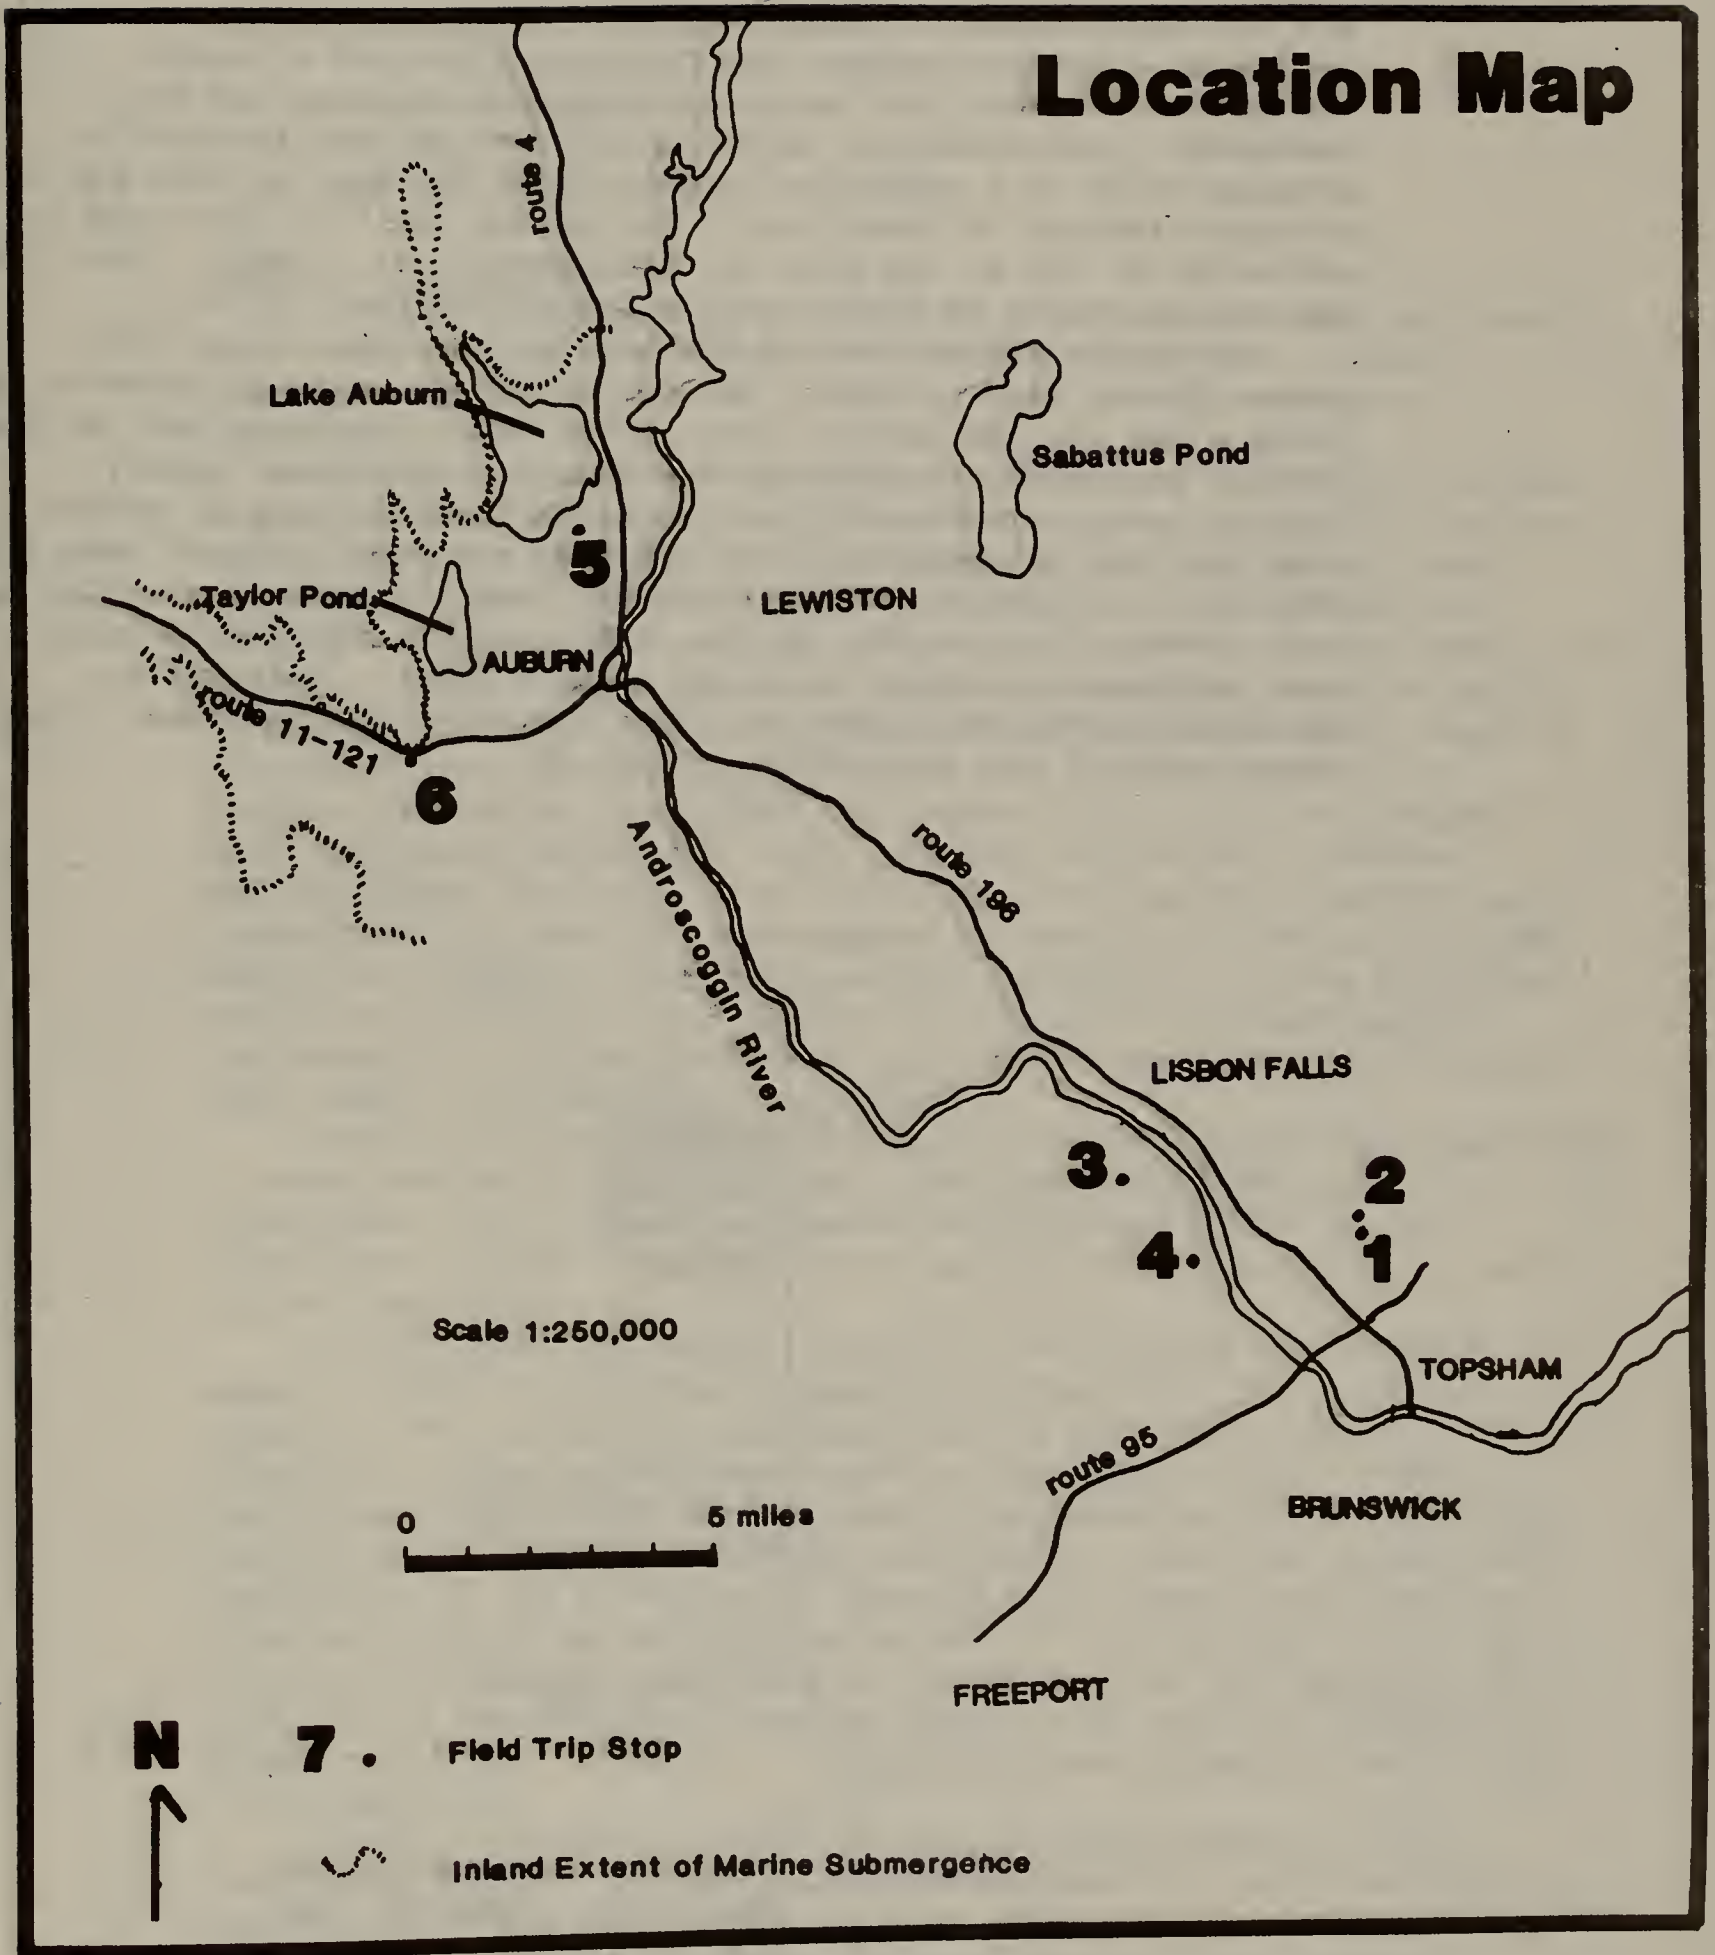 Location Map
route 4
Lake Auburn
Sabattus Pond
5
Taylor Pond
LEWISTON
AUBURN
route 11-121
6
Androscoggin River
route 196
LISBON FALLS
3.
2
4.
1
Scale 1:250,000
TOPSHAM
route 95
BRUNSWICK
0 5 miles
FREEPORT
N
7. Field Trip Stop
Inland Extent of Marine Submergence